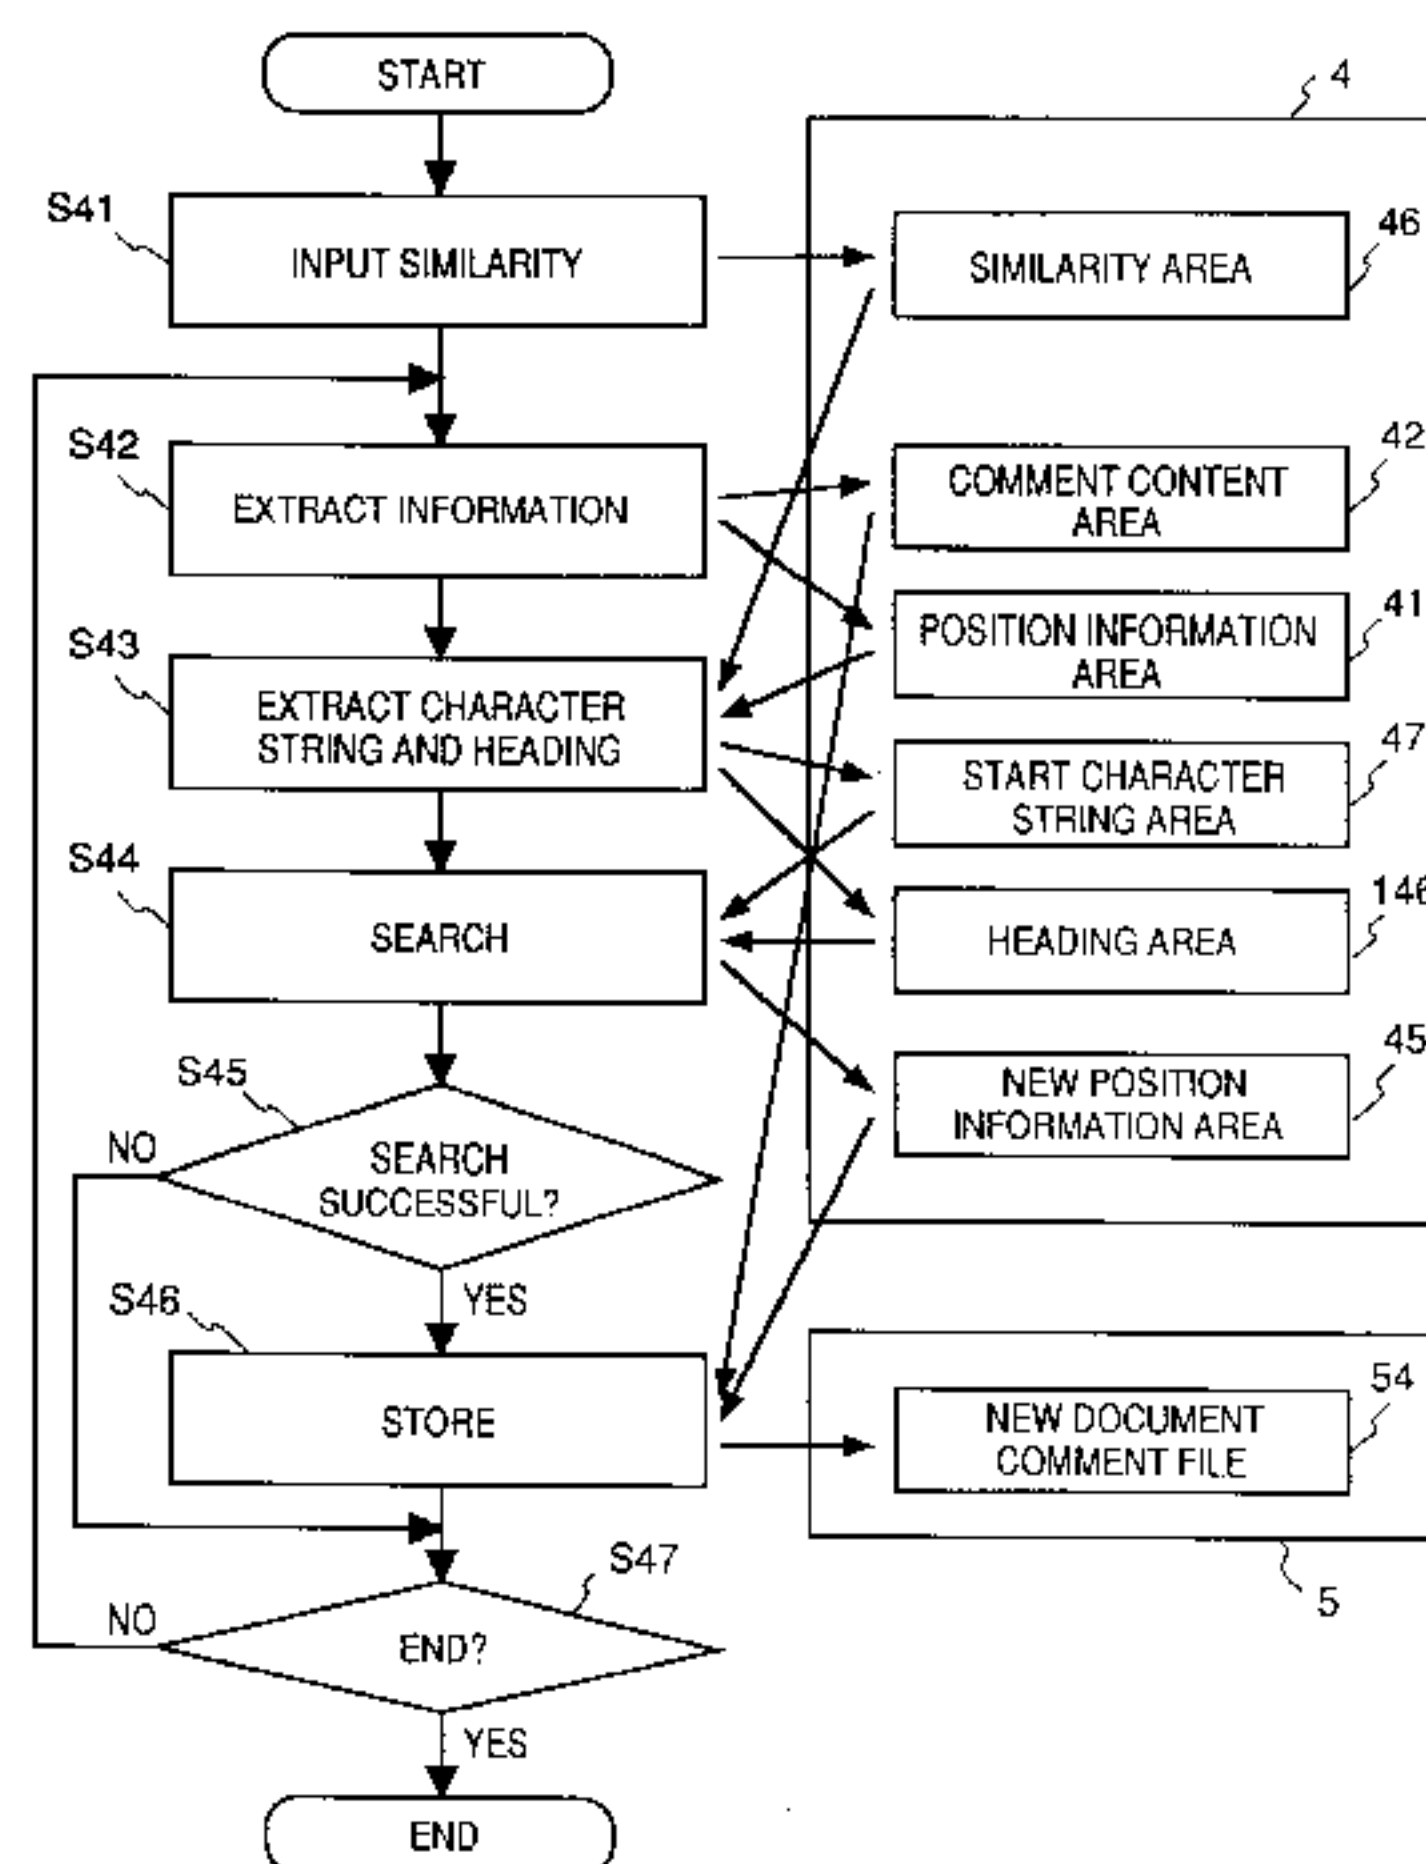 START
4
S41
INPUT SIMILARITY
SIMILARITY AREA
46
S42
EXTRACT INFORMATION
COMMENT CONTENT
AREA
42
S43
EXTRACT CHARACTER
STRING AND HEADING
POSITION INFORMATION
AREA
41
START CHARACTER
STRING AREA
47
S44
SEARCH
HEADING AREA
146
S45
NO
SEARCH
SUCCESSFUL?
YES
NEW POSITION
INFORMATION AREA
45
S46
STORE
NEW DOCUMENT
COMMENT FILE
54
5
S47
NO
END?
YES
END